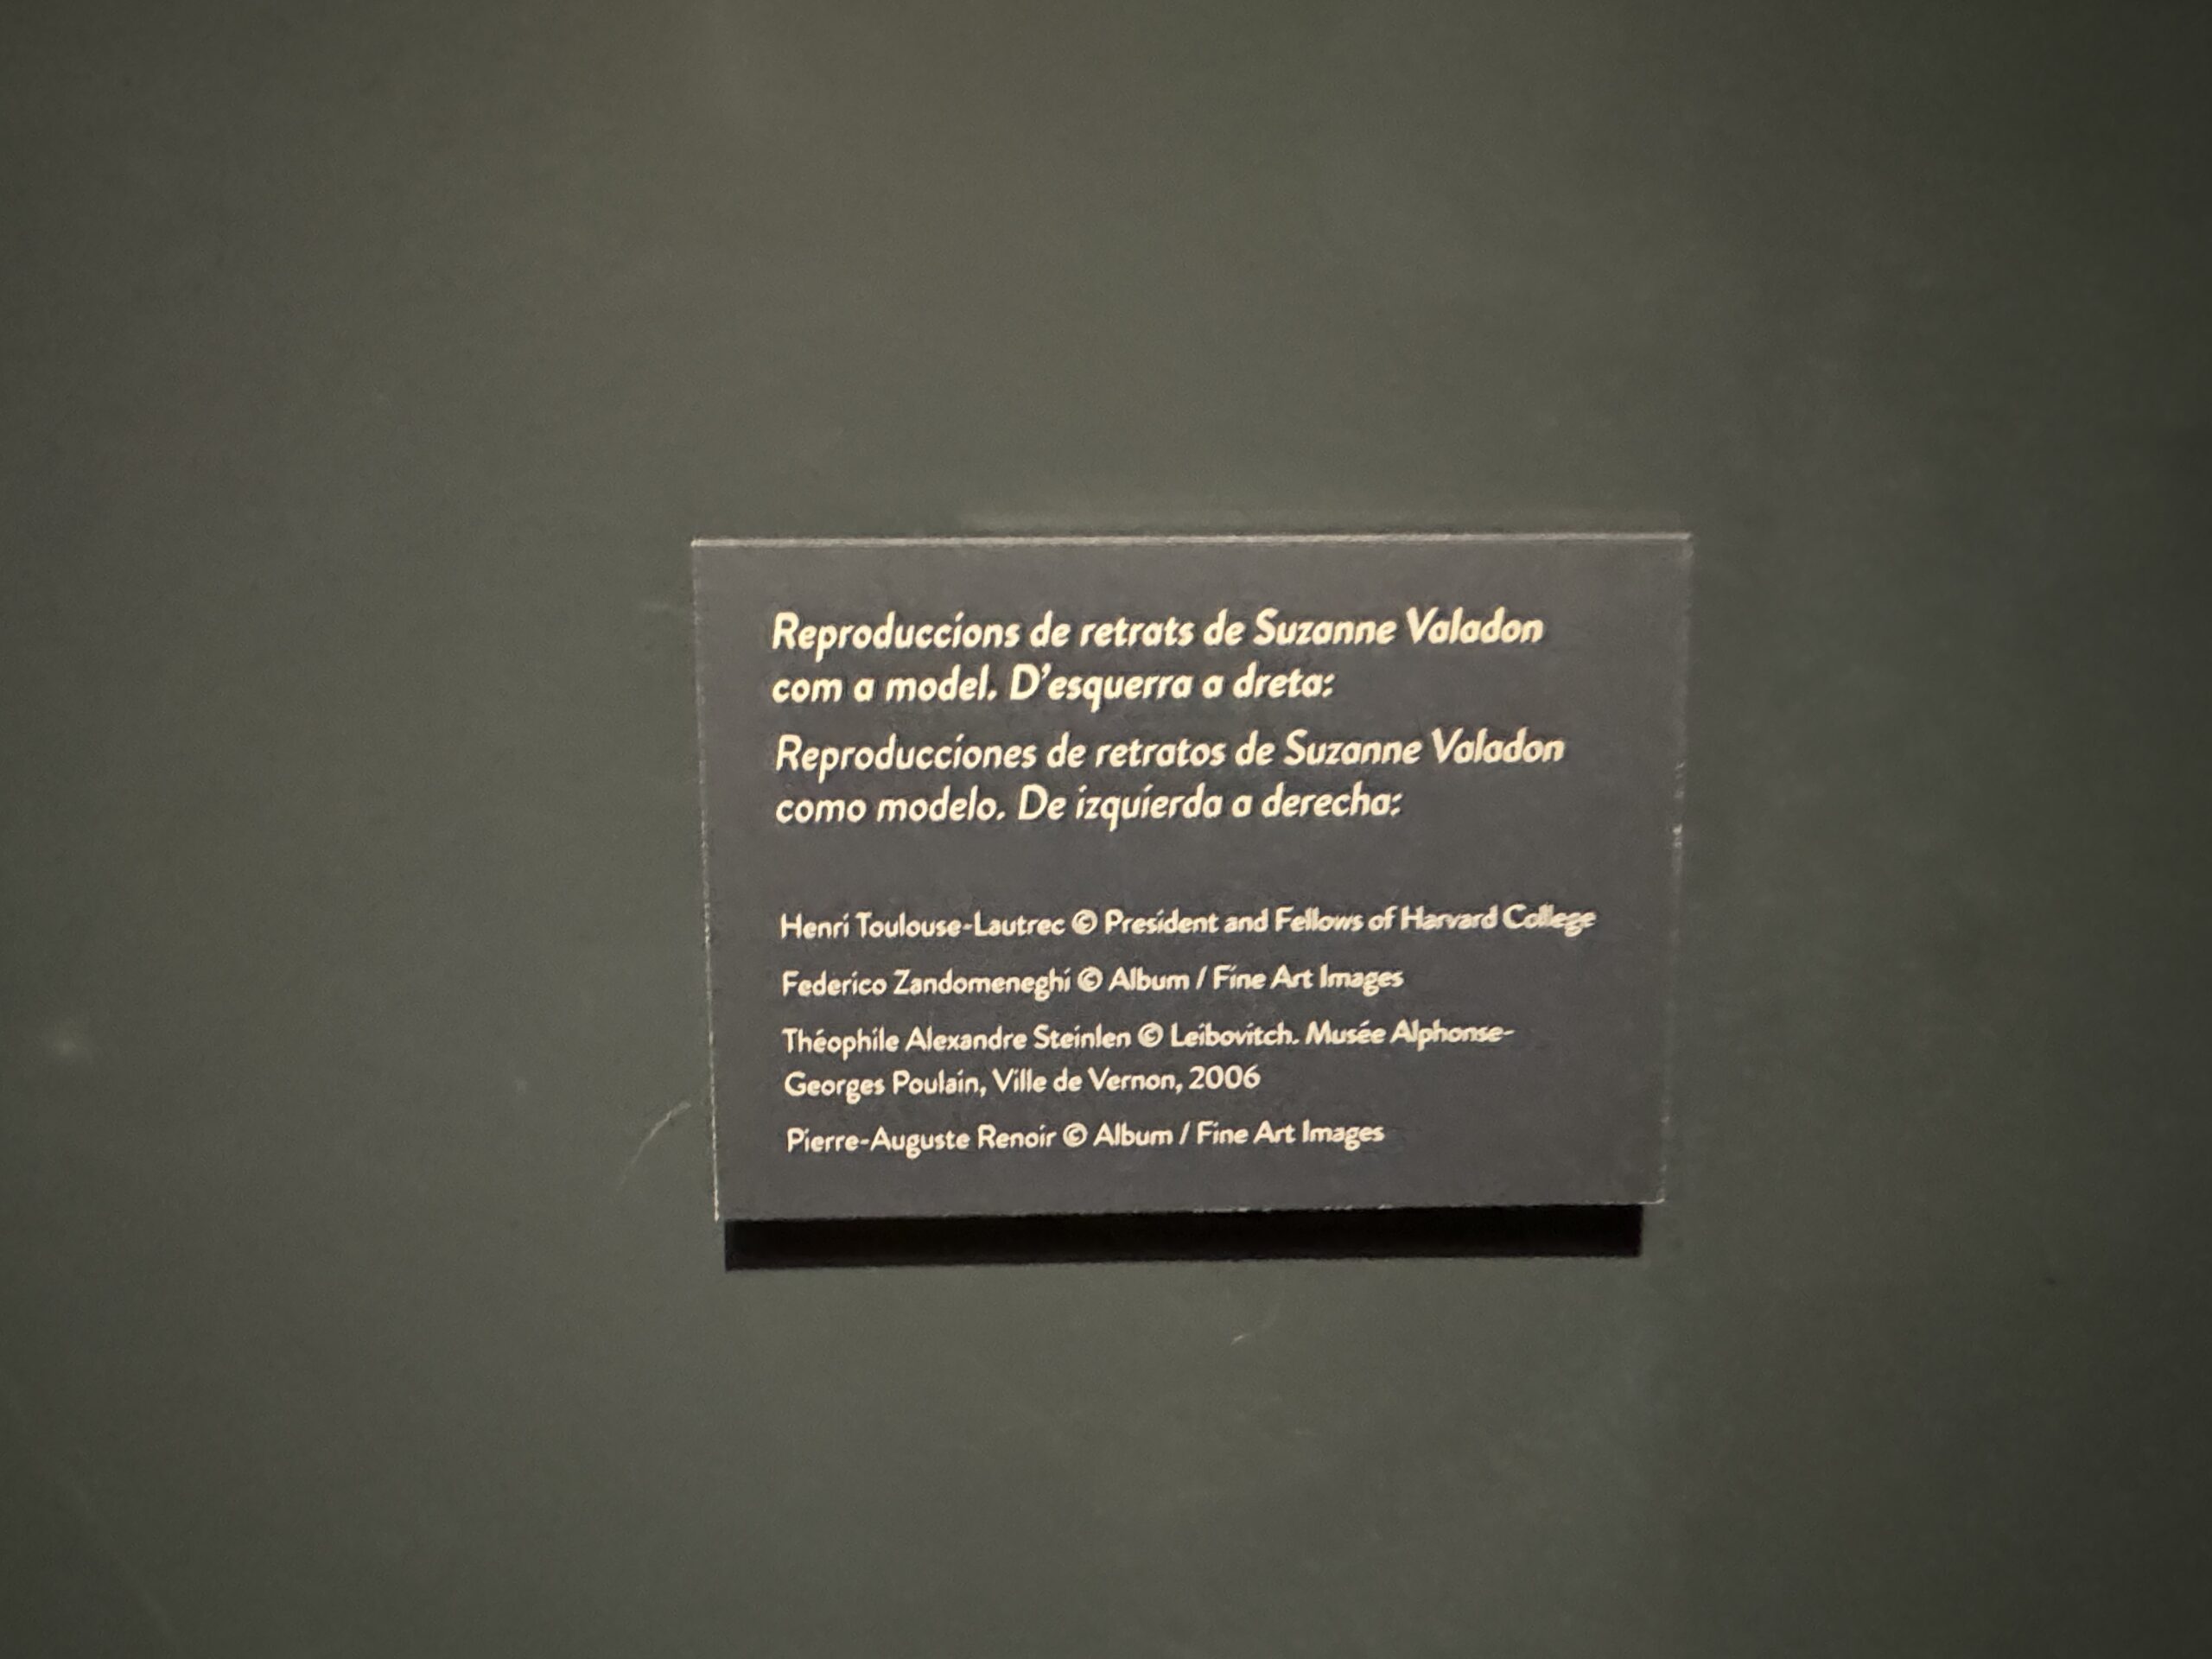 Reproduccions de retrats de Suzanne Valadon
com a model. D'esquerra a dreta:
Reproducciones de retratos de Suzanne Valadon
como modelo. De izquierda a derecha:
Henri Toulouse-Lautrec © President and Fellows of Harvard College
Federico Zandomeneghi © Album / Fine Art Images
Théophile Alexandre Steinlen © Leibovitch. Musée Alphonse-
Georges Poulain, Ville de Vernon, 2006
Pierre-Auguste Renoir © Album / Fine Art Images